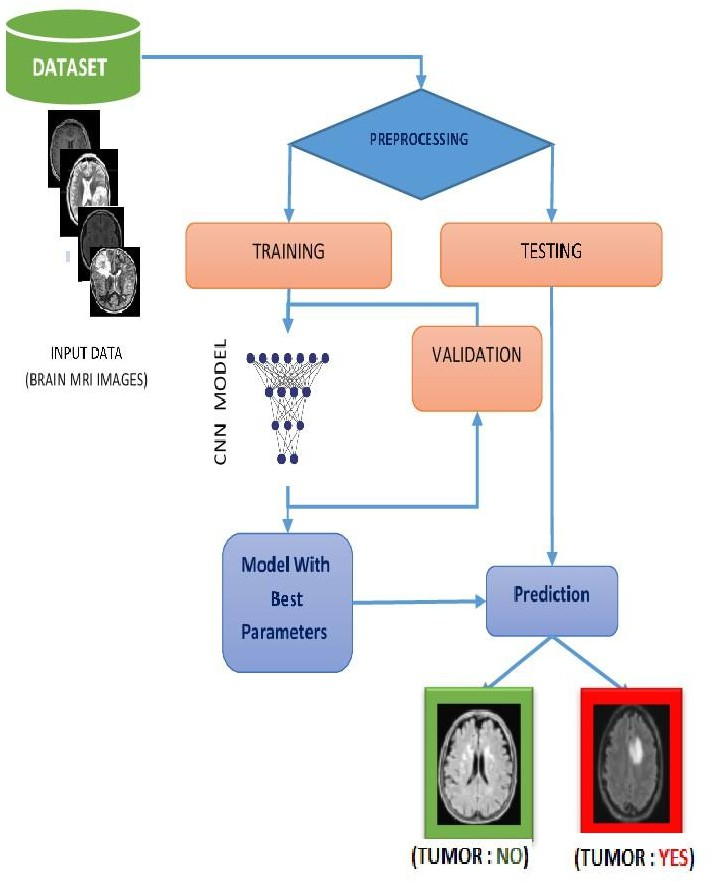 DATASET
PREPROCESSING
TRAINING
TESTING
INPUT DATA
(BRAIN MRI IMAGES)
CNN MODEL
VALIDATION
Model With
Best
Parameters
Prediction
(TUMOR : NO)
(TUMOR : YES)